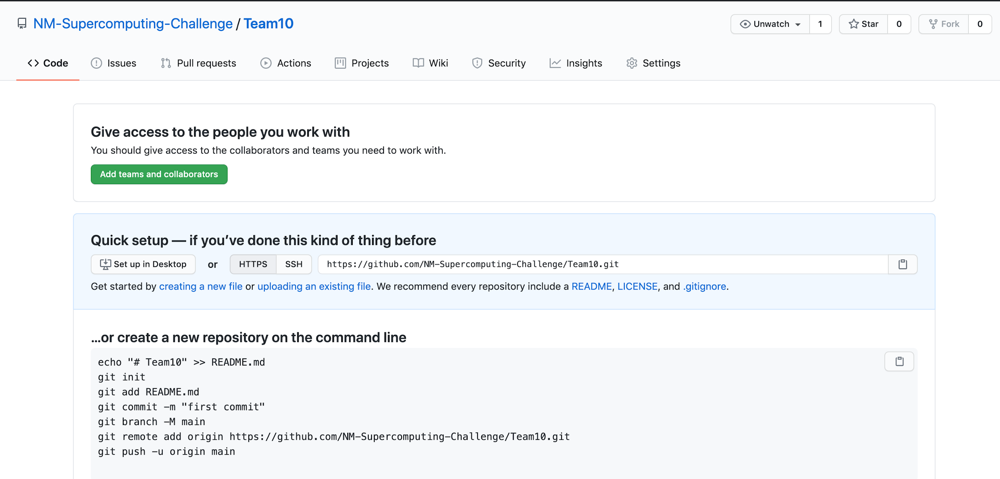 NM-Supercomputing-Challenge / Team10
Unwatch 1 Star 0 Fork 0
Code Issues Pull requests Actions Projects Wiki Security Insights Settings
Give access to the people you work with
You should give access to the collaborators and teams you need to work with.
Add teams and collaborators
Quick setup — if you’ve done this kind of thing before
Set up in Desktop or HTTPS SSH https://github.com/NM-Supercomputing-Challenge/Team10.git
Get started by creating a new file or uploading an existing file. We recommend every repository include a README, LICENSE, and .gitignore.
…or create a new repository on the command line
echo "# Team10" >> README.md
git init
git add README.md
git commit -m "first commit"
git branch -M main
git remote add origin https://github.com/NM-Supercomputing-Challenge/Team10.git
git push -u origin main